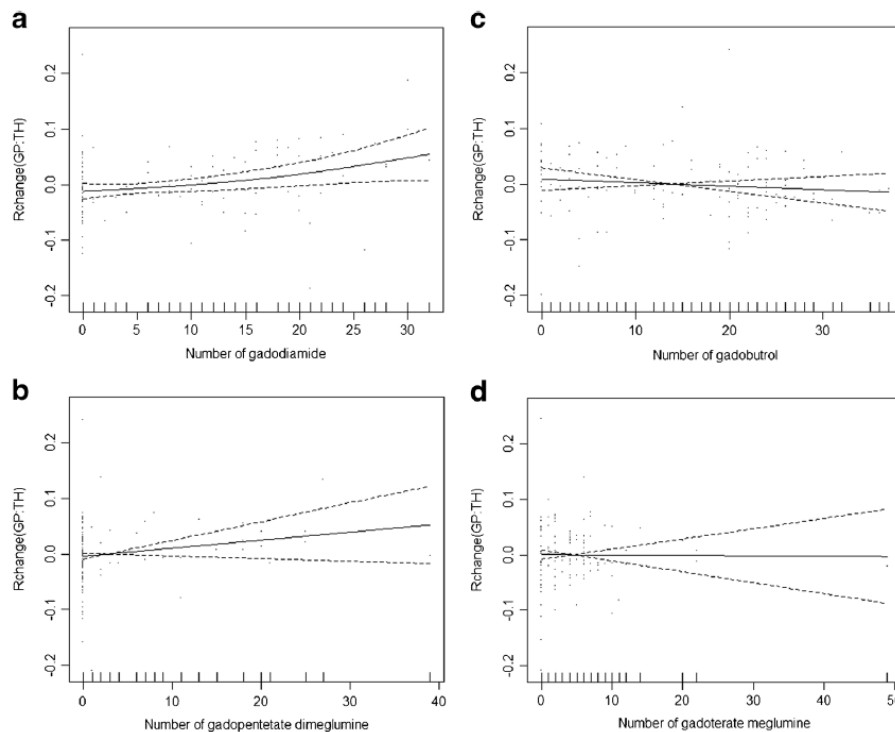 a
Rchange(GP:TH)
0.2
0.1
0.0
-0.1
-0.2
0 5 10 15 20 25 30
Number of gadodiamide
c
Rchange(GP:TH)
0.2
0.1
0.0
-0.1
-0.2
0 10 20 30
Number of gadobutrol
b
Rchange(GP:TH)
0.2
0.1
0.0
-0.1
-0.2
0 10 20 30 40
Number of gadopentetate dimeglumine
d
Rchange(GP:TH)
0.2
0.1
0.0
-0.1
-0.2
0 10 20 30 40 50
Number of gadoterate meglumine